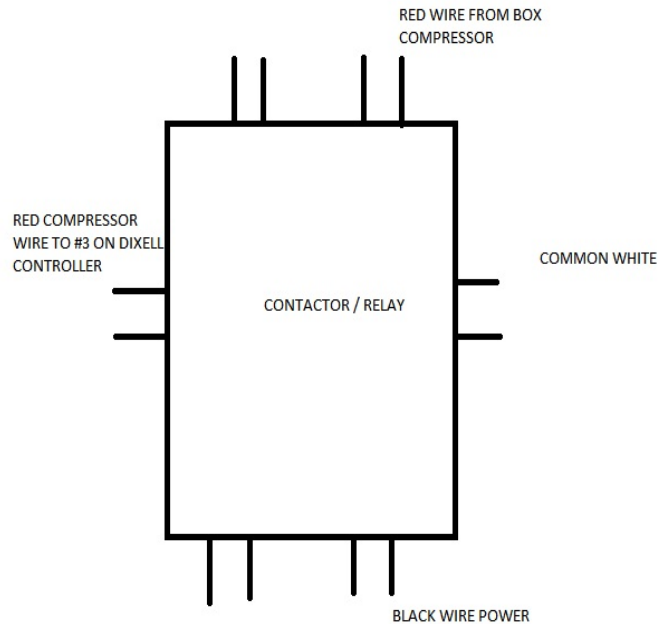 RED WIRE FROM BOX
COMPRESSOR
RED COMPRESSOR
WIRE TO #3 ON DIXELL
CONTROLLER
COMMON WHITE
CONTACTOR / RELAY
BLACK WIRE POWER